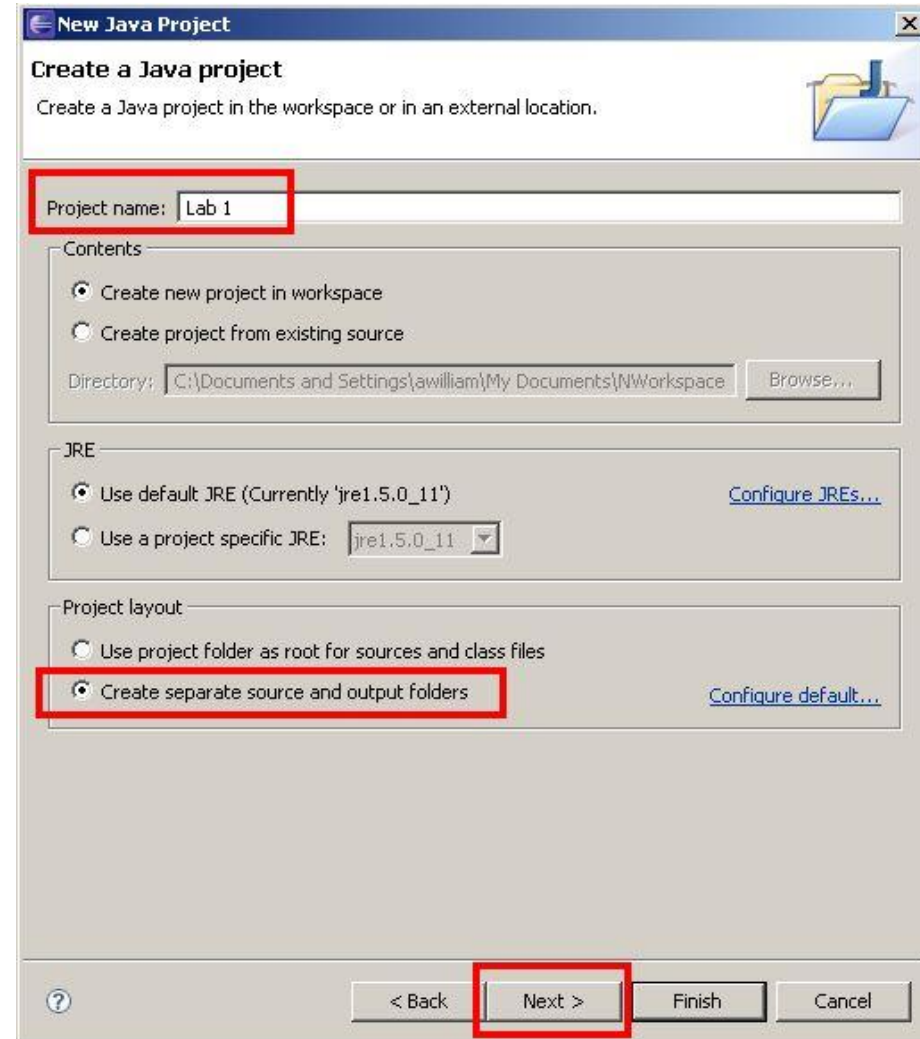 New Java Project
Create a Java project
Create a Java project in the workspace or in an external location.
Project name: Lab 1
Contents
Create new project in workspace
Create project from existing source
Directory: C:\Documents and Settings\awilliam\My Documents\NWorkspace Browse...
JRE
Use default JRE (Currently 'jre1.5.0_11') Configure JREs...
Use a project specific JRE: jre1.5.0_11
Project layout
Use project folder as root for sources and class files
Create separate source and output folders Configure default...
? < Back Next > Finish Cancel